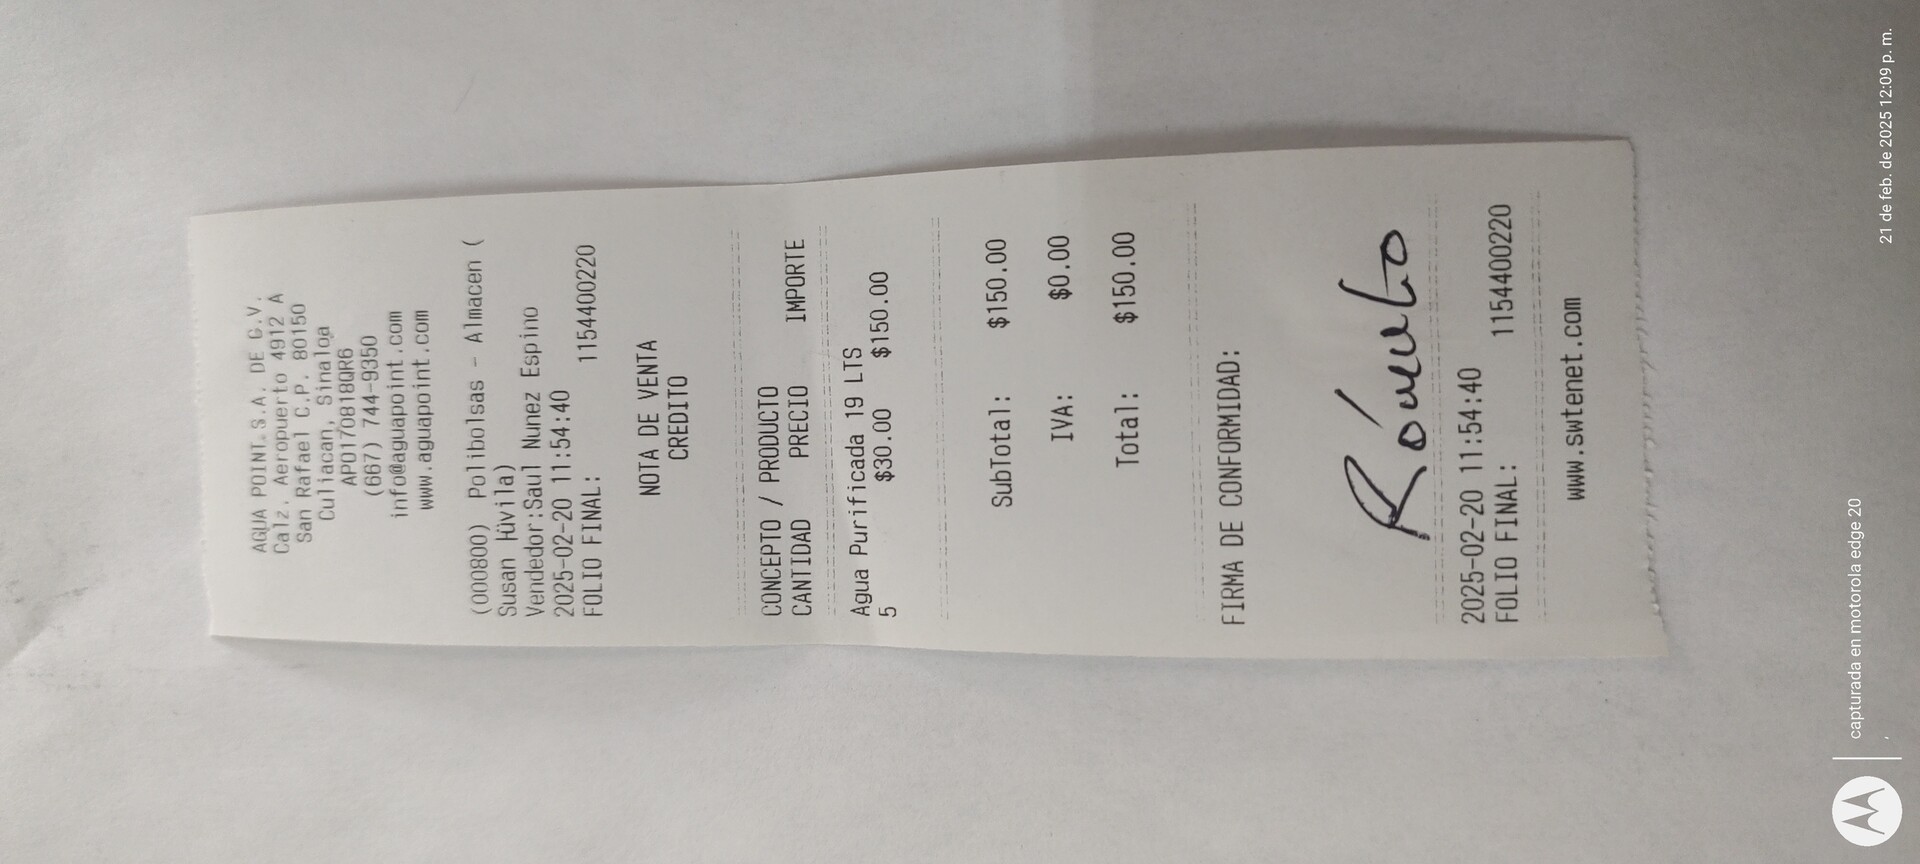 AGUA POINT.S.A. DE C.V.
Calz. Aeropuerto 4912 A
San Rafael C.P. 80150
Culiacan, Sinaloa
APO170818QR6
(667) 744-9350
info@aguapoint.com
www.aguapoint.com
(000800) Polibolsas - Almacen (
Susan Hüvila)
Vendedor:Saul Nunez Espino
2025-02-20 11:54:40
FOLIO FINAL: 1154400220
NOTA DE VENTA
CREDITO
CONCEPTO / PRODUCTO
CANTIDAD PRECIO IMPORTE
Agua Purificada 19 LTS
5 $30.00 $150.00
SubTotal: $150.00
IVA: $0.00
Total: $150.00
FIRMA DE CONFORMIDAD:
Rómulo
2025-02-20 11:54:40
FOLIO FINAL: 1154400220
www.swtenet.com
capturada en motorola edge 20
21 de feb. de 2025 12:09 p. m.